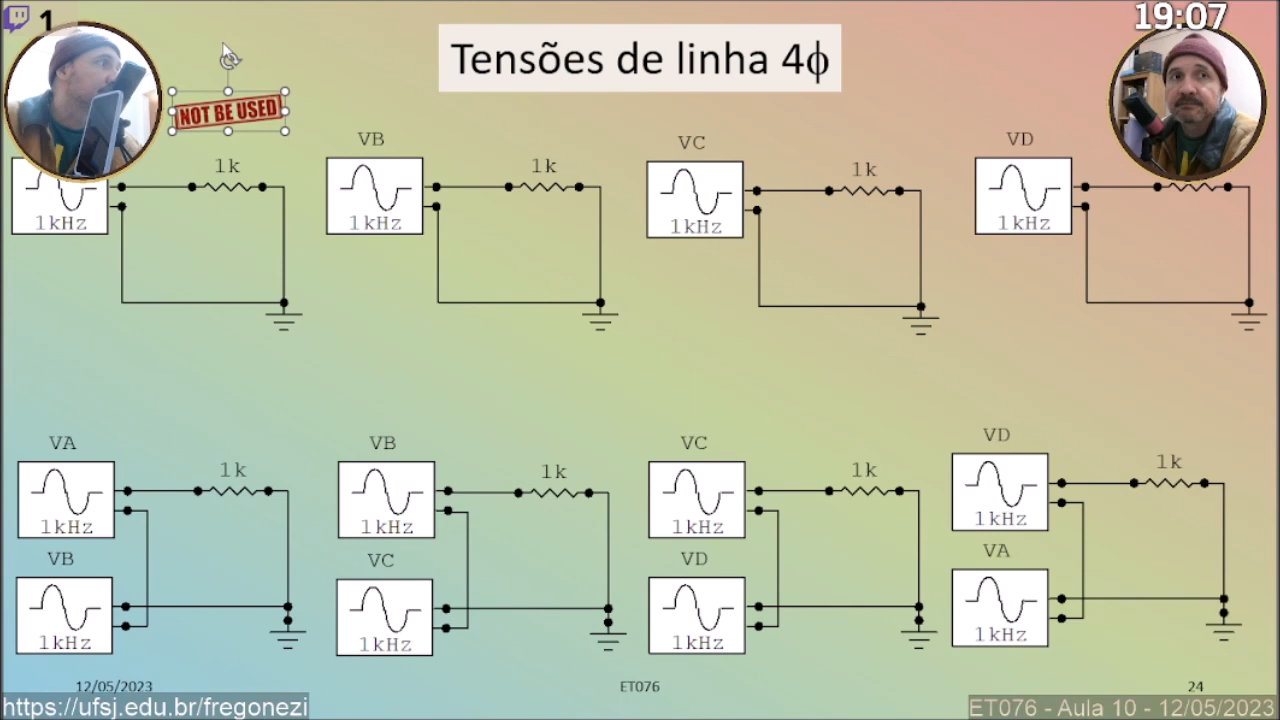 1
19:07
Tensões de linha 4ϕ
NOT BE USED
VB
VC
VD
1k
1k
1k
1kHz
1kHz
1kHz
1kHz
VA
VB
VC
VD
1k
1k
1k
1k
1kHz
1kHz
1kHz
1kHz
VB
VC
VD
VA
1kHz
1kHz
1kHz
1kHz
12/05/2023
ET076
24
https://ufsj.edu.br/fregonezi
ET076 - Aula 10 - 12/05/2023